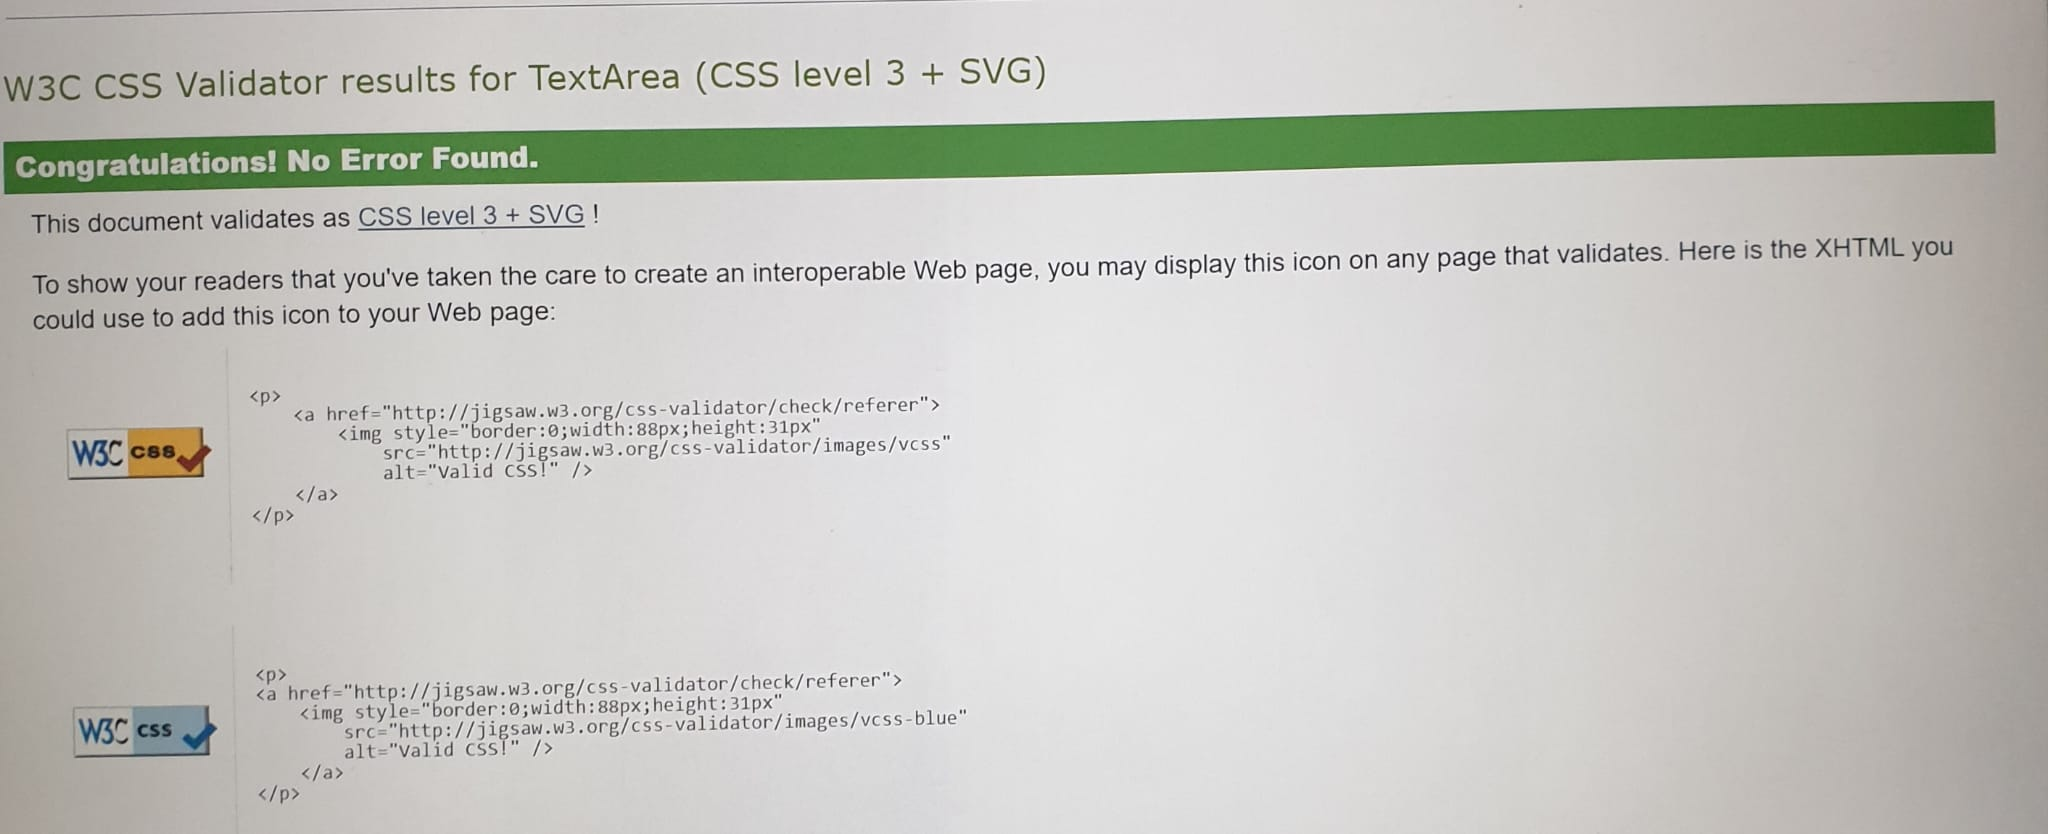 W3C CSS Validator results for TextArea (CSS level 3 + SVG)
Congratulations! No Error Found.
This document validates as CSS level 3 + SVG !
To show your readers that you've taken the care to create an interoperable Web page, you may display this icon on any page that validates. Here is the XHTML you
could use to add this icon to your Web page:
W3C css
<p>
<a href="http://jigsaw.w3.org/css-validator/check/referer">
<img style="border:0;width:88px;height:31px"
src="http://jigsaw.w3.org/css-validator/images/vcss"
alt="Valid CSS!" />
</a>
</p>
W3C css
<p>
<a href="http://jigsaw.w3.org/css-validator/check/referer">
<img style="border:0;width:88px;height:31px"
src="http://jigsaw.w3.org/css-validator/images/vcss-blue"
alt="Valid CSS!" />
</a>
</p>